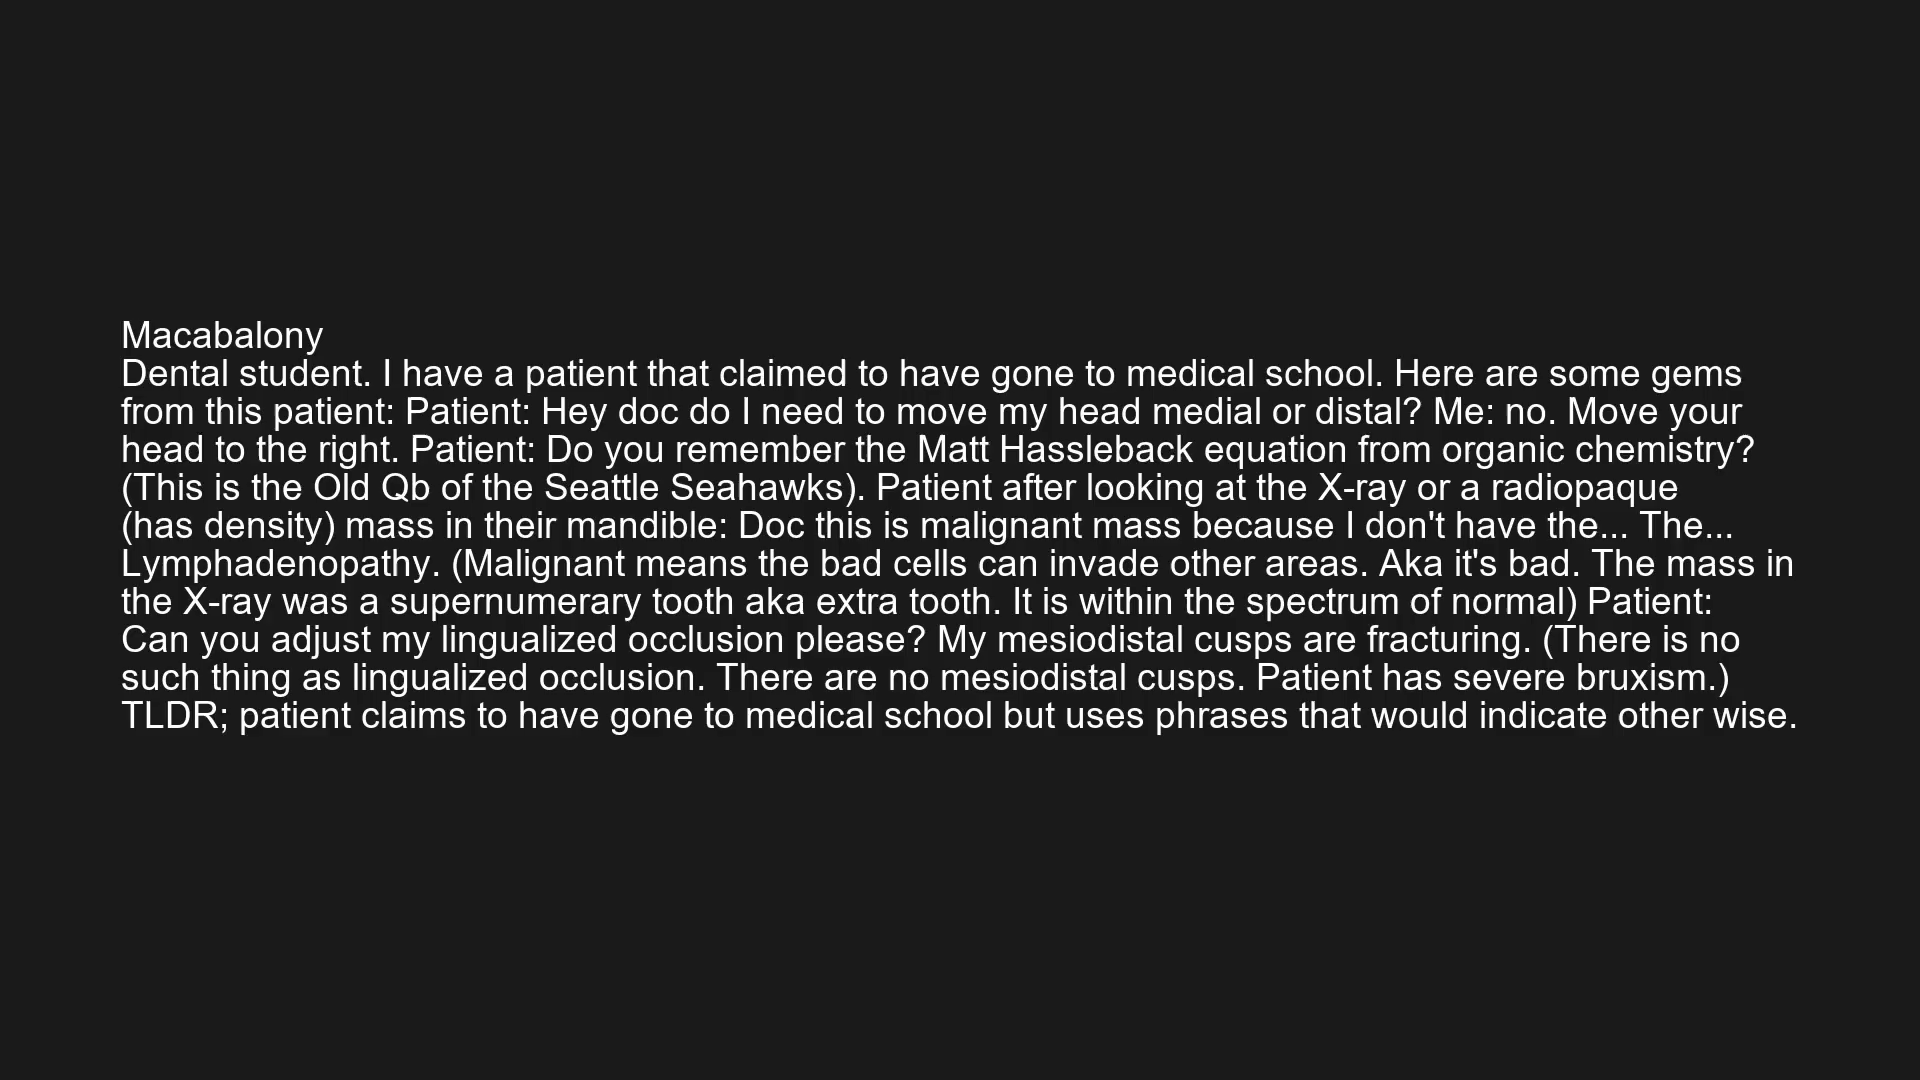 Macabalony
Dental student. I have a patient that claimed to have gone to medical school. Here are some gems
from this patient: Patient: Hey doc do I need to move my head medial or distal? Me: no. Move your
head to the right. Patient: Do you remember the Matt Hassleback equation from organic chemistry?
(This is the Old Qb of the Seattle Seahawks). Patient after looking at the X-ray or a radiopaque
(has density) mass in their mandible: Doc this is malignant mass because I don't have the... The...
Lymphadenopathy. (Malignant means the bad cells can invade other areas. Aka it's bad. The mass in
the X-ray was a supernumerary tooth aka extra tooth. It is within the spectrum of normal) Patient:
Can you adjust my lingualized occlusion please? My mesiodistal cusps are fracturing. (There is no
such thing as lingualized occlusion. There are no mesiodistal cusps. Patient has severe bruxism.)
TLDR; patient claims to have gone to medical school but uses phrases that would indicate other wise.